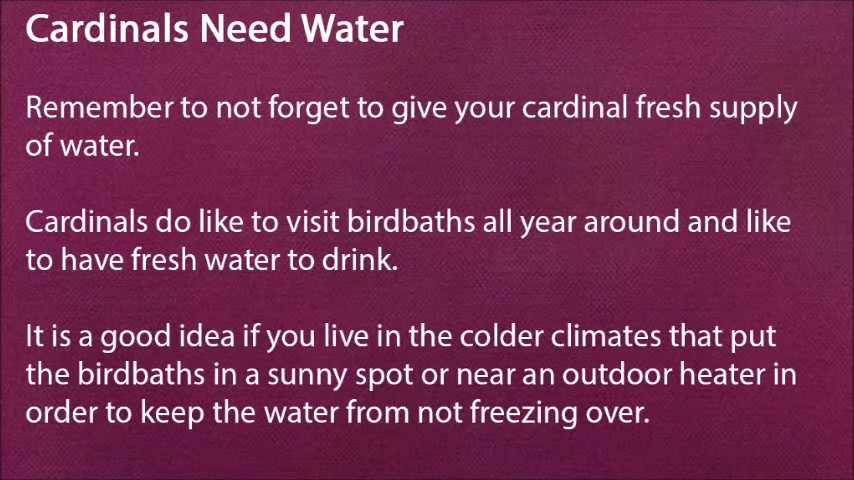 Cardinals Need Water
Remember to not forget to give your cardinal fresh supply
of water.
Cardinals do like to visit birdbaths all year around and like
to have fresh water to drink.
It is a good idea if you live in the colder climates that put
the birdbaths in a sunny spot or near an outdoor heater in
order to keep the water from not freezing over.